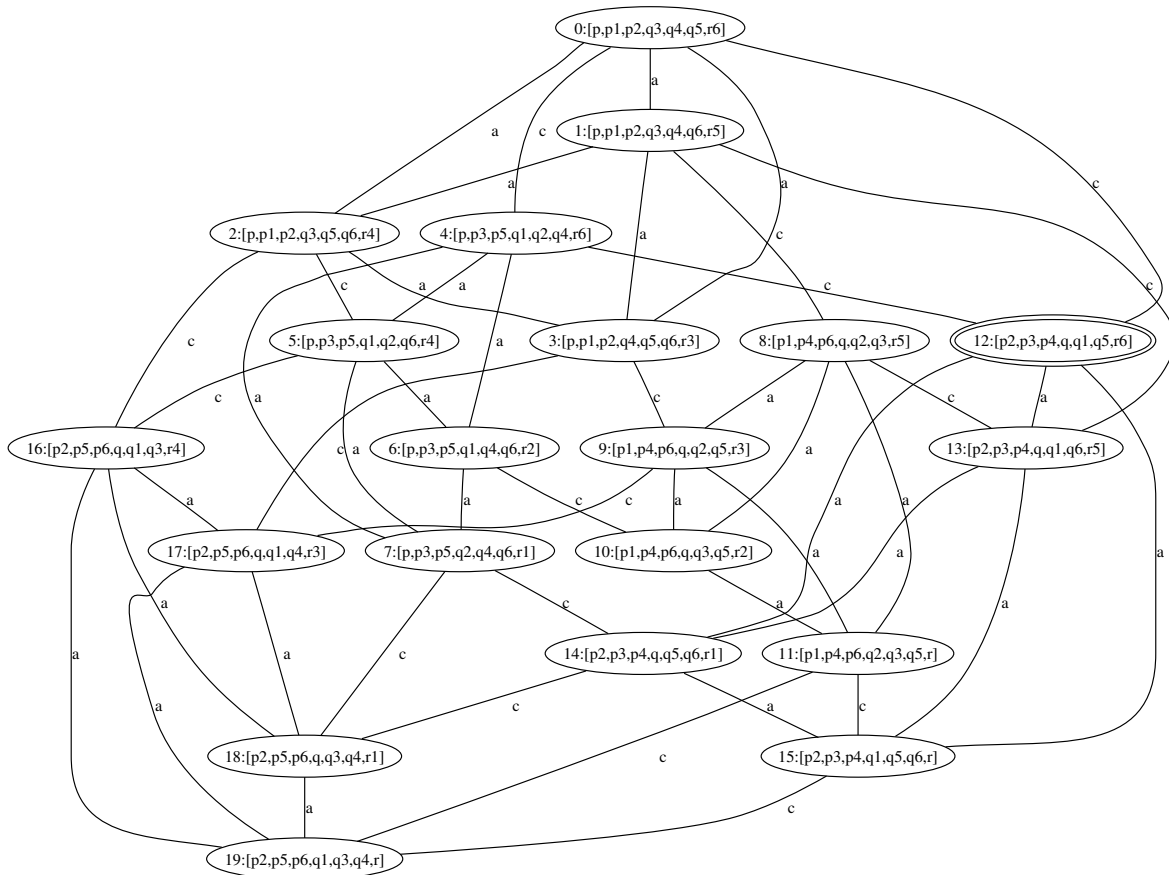 0:[p,p1,p2,q3,q4,q5,r6]
a
1:[p,p1,p2,q3,q4,q6,r5]
a
c
a
a
c
2:[p,p1,p2,q3,q5,q6,r4]
4:[p,p3,p5,q1,q2,q4,r6]
a
c
c
a
a
c
c
5:[p,p3,p5,q1,q2,q6,r4]
3:[p,p1,p2,q4,q5,q6,r3]
8:[p1,p4,p6,q,q2,q3,r5]
12:[p2,p3,p4,q,q1,q5,r6]
c
a
a
c
a
c
a
c
a
16:[p2,p5,p6,q,q1,q3,r4]
6:[p,p3,p5,q1,q4,q6,r2]
9:[p1,p4,p6,q,q2,q5,r3]
13:[p2,p3,p4,q,q1,q6,r5]
c
a
a
a
a
a
c
c
a
a
17:[p2,p5,p6,q,q1,q4,r3]
7:[p,p3,p5,q2,q4,q6,r1]
10:[p1,p4,p6,q,q3,q5,r2]
a
a
a
a
a
c
a
14:[p2,p3,p4,q,q5,q6,r1]
11:[p1,p4,p6,q2,q3,q5,r]
a
a
c
a
c
a
c
18:[p2,p5,p6,q,q3,q4,r1]
15:[p2,p3,p4,q1,q5,q6,r]
c
a
c
19:[p2,p5,p6,q1,q3,q4,r]